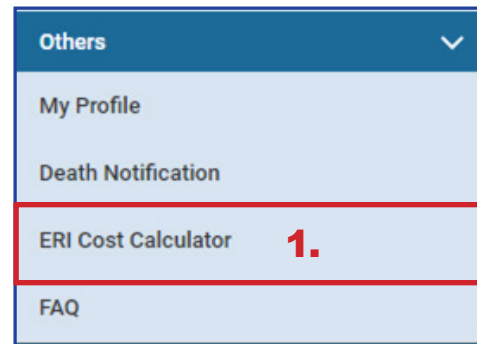 Others
My Profile
Death Notification
ERI Cost Calculator 1.
FAQ